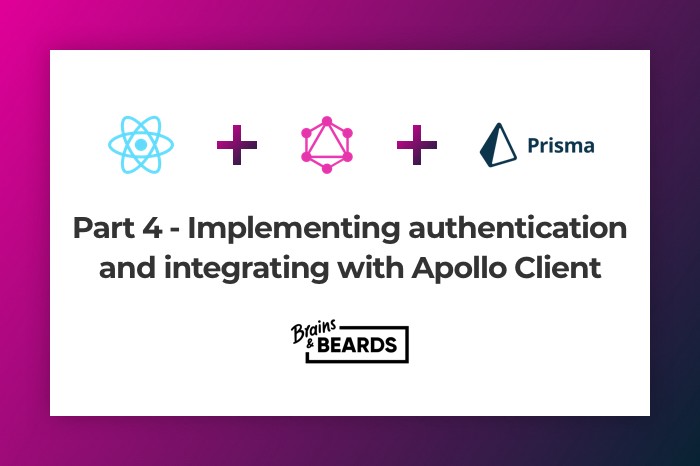 Prisma
Part 4 - Implementing authentication
and integrating with Apollo Client
Brains
& BEARDS